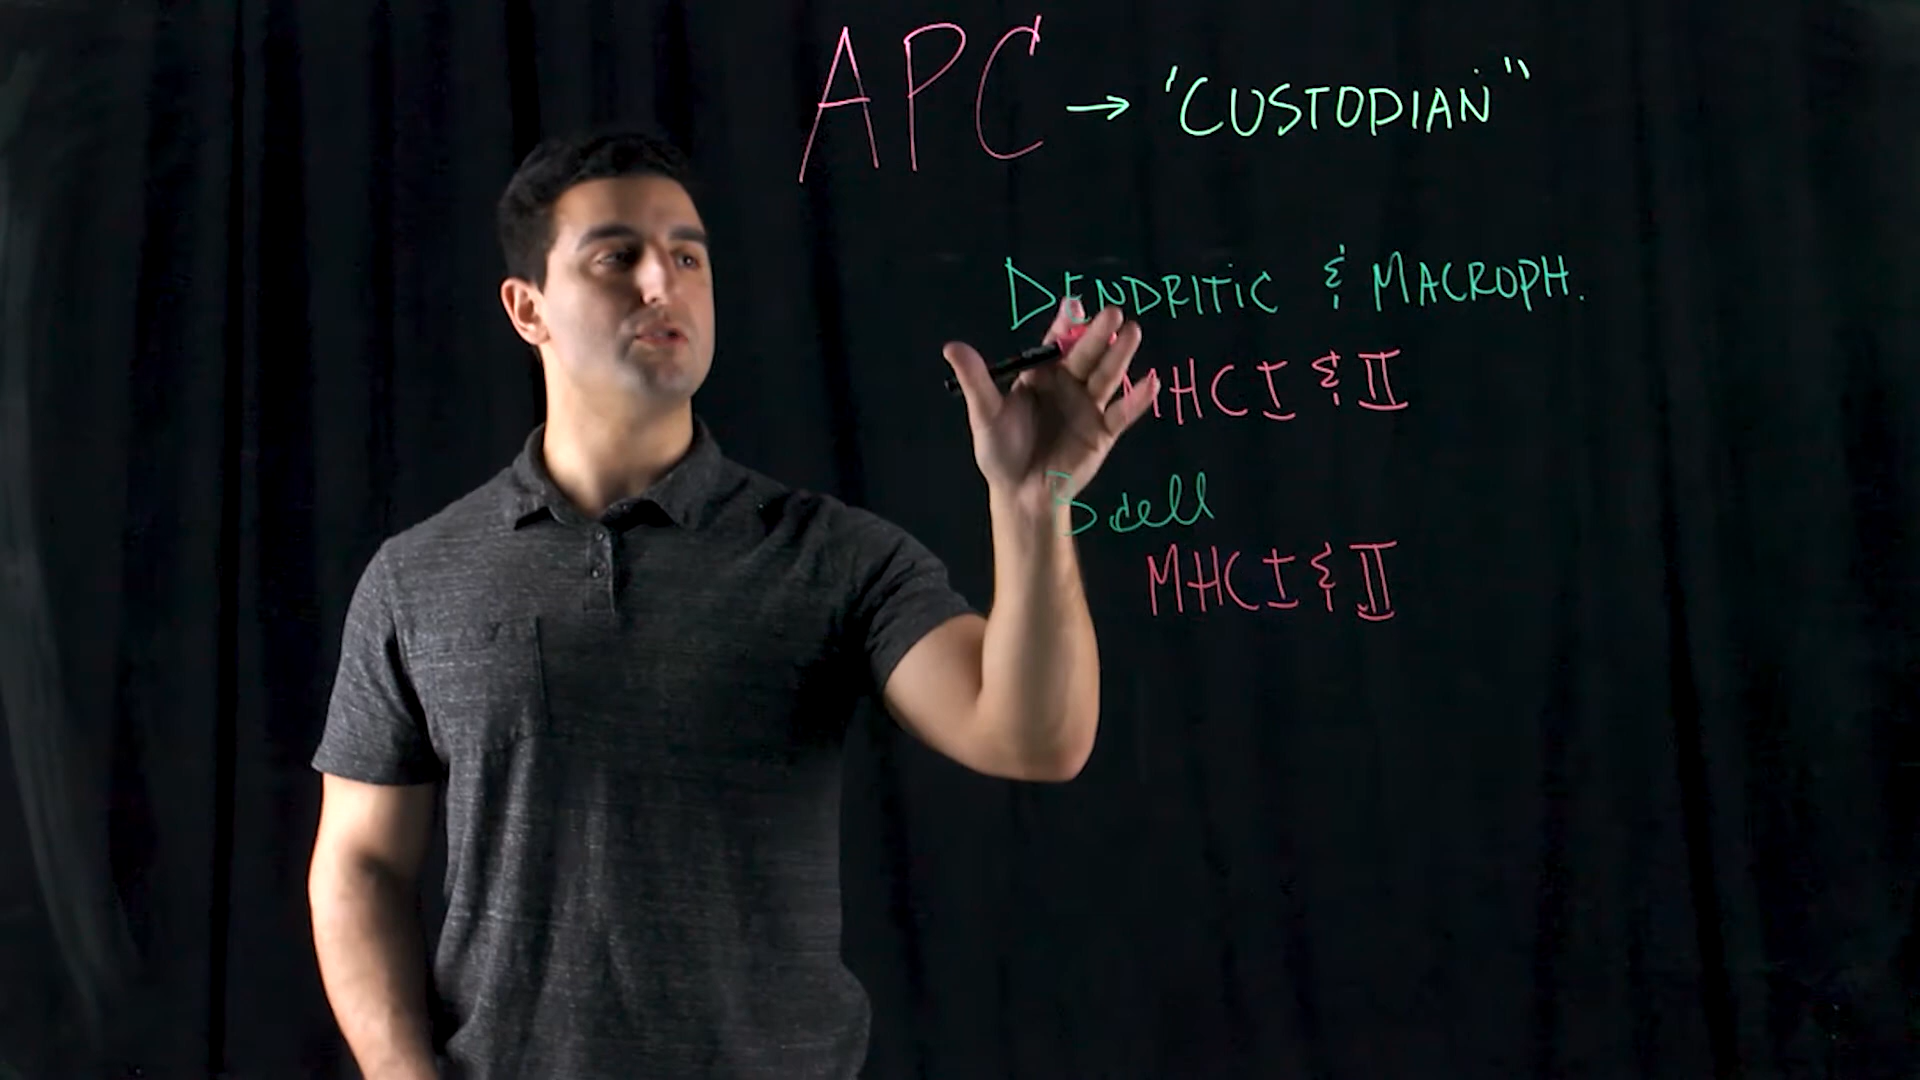 APC → "CUSTODIAN"
DENDRITIC & MACROPH.
MHC I & II
B cell
MHC I & II